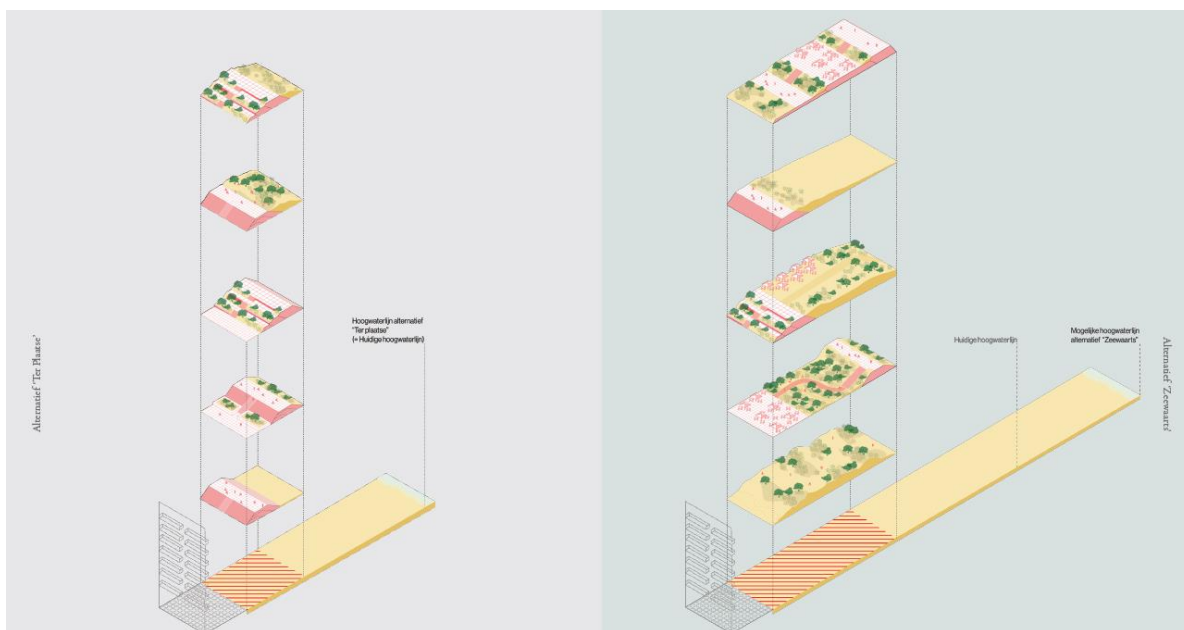 Alternatief 'Ter Plaatse'
Hoogwaterlijn alternatief
"Ter plaatse"
(= Huidige hoogwaterlijn)
Huidige hoogwaterlijn
Mogelijke hoogwaterlijn
alternatief "Zeewaarts"
Alternatief 'Zeewaarts'